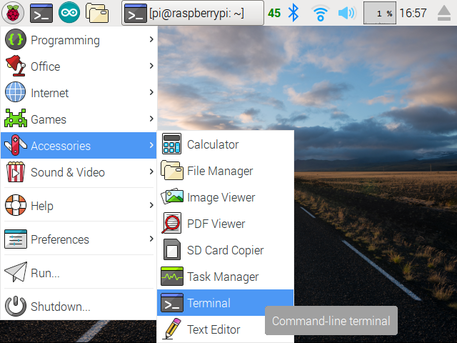 [pi@raspberrypi: ~]
45
1 %
16:57
Programming
Office
Internet
Games
Accessories
Sound & Video
Help
Preferences
Run...
Shutdown...
Calculator
File Manager
Image Viewer
PDF Viewer
SD Card Copier
Task Manager
Terminal
Text Editor
Command-line terminal